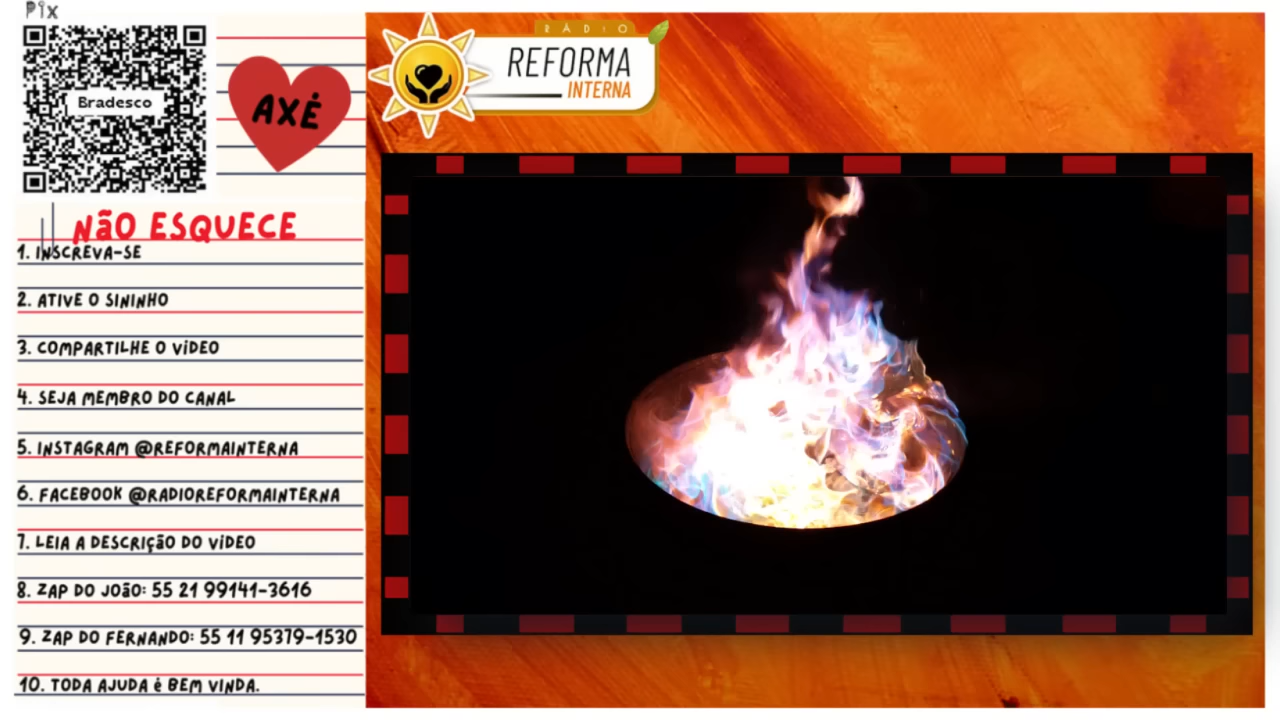 Pix
Bradesco
AXÉ
NÃO ESQUECE
1. INSCREVA-SE
2. ATIVE O SININHO
3. COMPARTILHE O VÍDEO
4. SEJA MEMBRO DO CANAL
5. INSTAGRAM @REFORMAINTERNA
6. FACEBOOK @RADIOREFORMAINTERNA
7. LEIA A DESCRIÇÃO DO VÍDEO
8. ZAP DO JOÃO: 55 21 99141-3616
9. ZAP DO FERNANDO: 55 11 95379-1530
10. TODA AJUDA É BEM VINDA.
RÁDIO
REFORMA
INTERNA